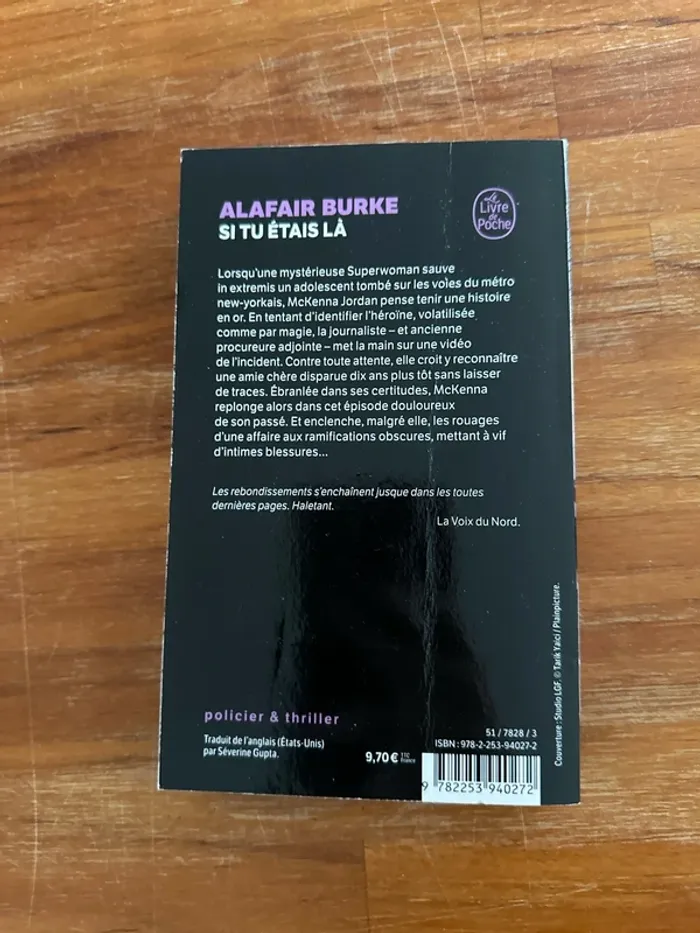 ALAFAIR BURKE
SI TU ÉTAIS LÀ
Le
Livre
de
Poche
Lorsqu'une mystérieuse Superwoman sauve
in extremis un adolescent tombé sur les voies du métro
new-yorkais, McKenna Jordan pense tenir une histoire
en or. En tentant d'identifier l'héroïne, volatilisée
comme par magie, la journaliste – et ancienne
procureure adjointe – met la main sur une vidéo
de l'incident. Contre toute attente, elle croit y reconnaître
une amie chère disparue dix ans plus tôt sans laisser
de traces. Ébranlée dans ses certitudes, McKenna
replonge alors dans cet épisode douloureux
de son passé. Et enclenche, malgré elle, les rouages
d'une affaire aux ramifications obscures, mettant à vif
d'intimes blessures...
Les rebondissements s'enchaînent jusque dans les toutes
dernières pages. Haletant.
La Voix du Nord.
policier & thriller
Traduit de l'anglais (États-Unis)
par Séverine Gupta.
9,70 € TTC
France
51 / 7828 / 3
ISBN : 978-2-253-94027-2
9 782253 940272
Couverture : Studio LGF. © Tarik Yaici / Plainpicture.